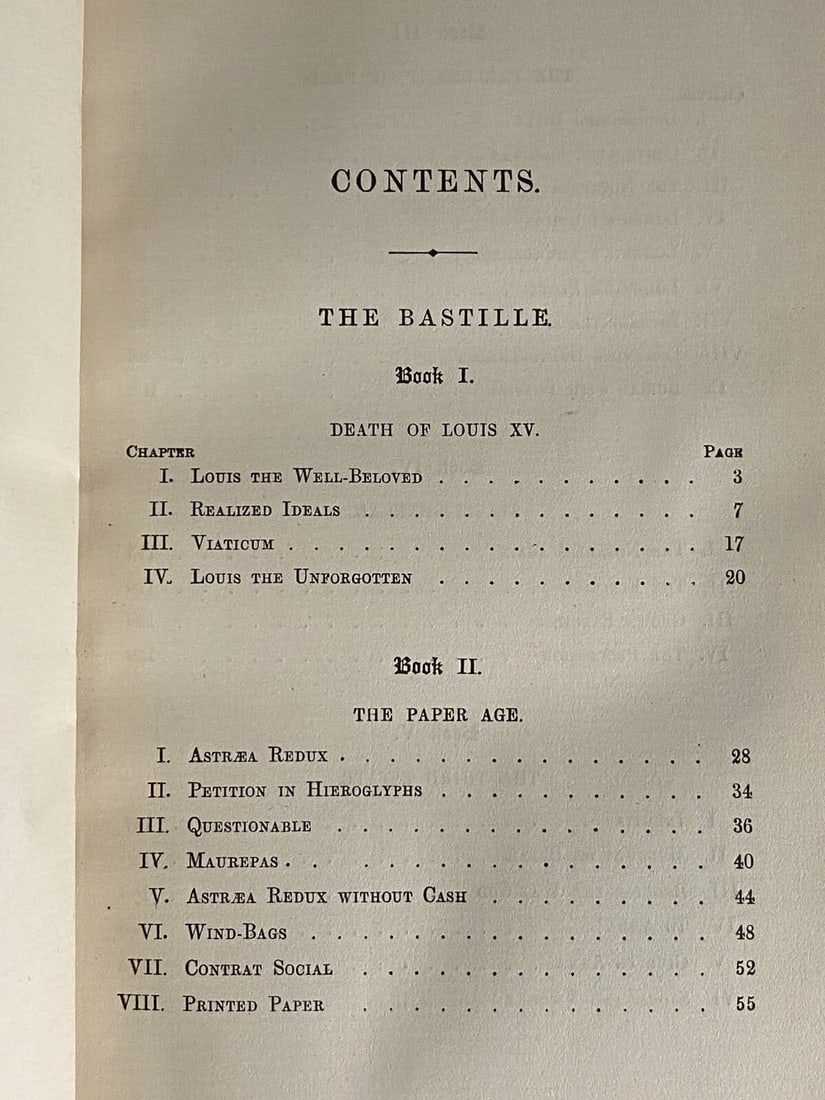 CONTENTS.
THE BASTILLE.
Book I.
DEATH OF LOUIS XV.
CHAPTER PAGE
I. LOUIS THE WELL-BELOVED . . . . . . . . . . . 3
II. REALIZED IDEALS . . . . . . . . . . . . . . 7
III. VIATICUM . . . . . . . . . . . . . . . . . 17
IV. LOUIS THE UNFORGOTTEN . . . . . . . . . . . 20
Book II.
THE PAPER AGE.
I. ASTRÆA REDUX . . . . . . . . . . . . . . . 28
II. PETITION IN HIEROGLYPHS . . . . . . . . . . . 34
III. QUESTIONABLE . . . . . . . . . . . . . . . 36
IV. MAUREPAS . . . . . . . . . . . . . . . . . 40
V. ASTRÆA REDUX WITHOUT CASH . . . . . . . . . 44
VI. WIND-BAGS . . . . . . . . . . . . . . . . 48
VII. CONTRAT SOCIAL . . . . . . . . . . . . . . 52
VIII. PRINTED PAPER . . . . . . . . . . . . . . 55